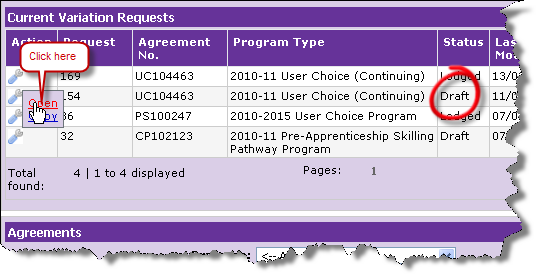 Current Variation Requests
Action Request Agreement No. Program Type Status Las Mod
Click here
169 UC104463 2010-11 User Choice (Continuing) Lodged 13/0
154 UC104463 2010-11 User Choice (Continuing) Draft 11/0
Open
Copy
36 PS100247 2010-2015 User Choice Program Lodged 07/0
32 CP102123 2010-11 Pre-Apprenticeship Skilling Draft 07/0
Pathway Program
Total found: 4 | 1 to 4 displayed Pages: 1
Agreements